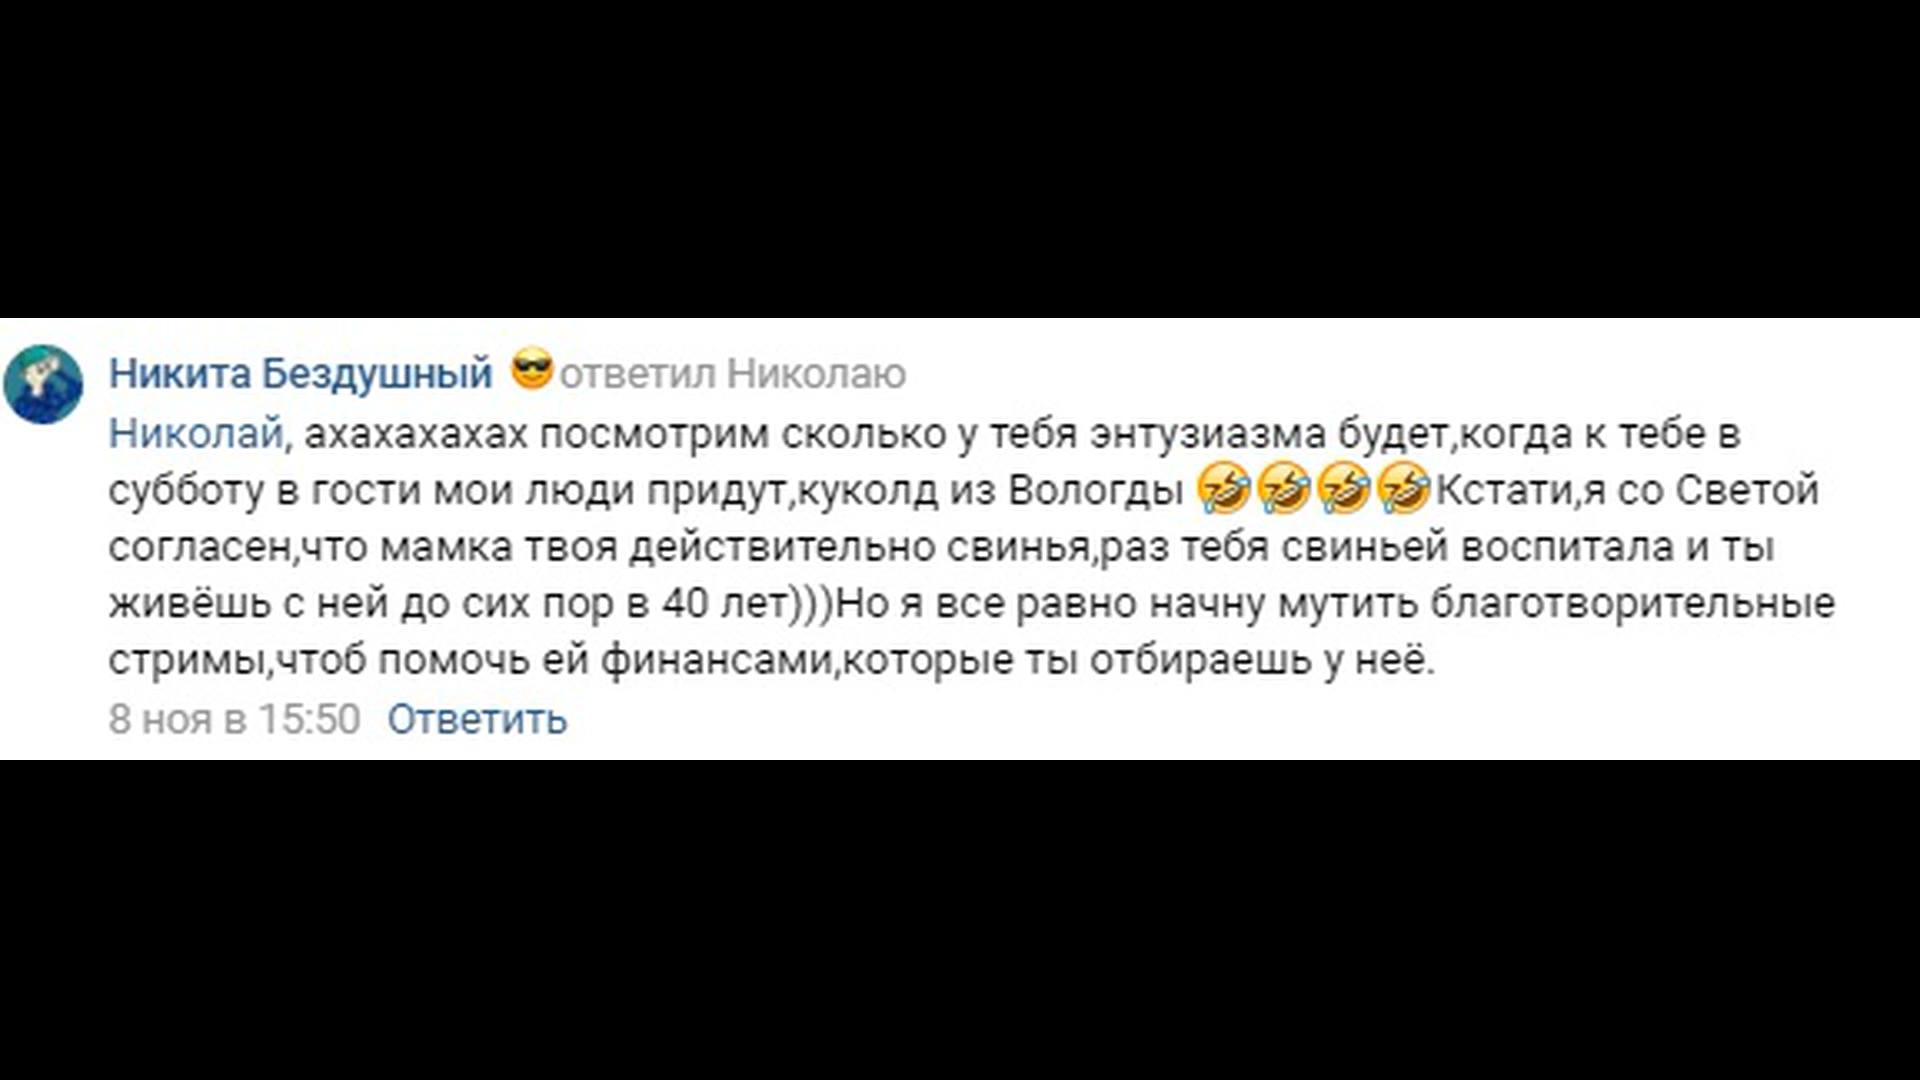 Никита Бездушный 😎ответил Николаю
Николай, ахахахахах посмотрим сколько у тебя энтузиазма будет,когда к тебе в
субботу в гости мои люди придут,куколд из Вологды 🤣🤣🤣🤣Кстати,я со Светой
согласен,что мамка твоя действительно свинья,раз тебя свиньей воспитала и ты
живёшь с ней до сих пор в 40 лет)))Но я все равно начну мутить благотворительные
стримы,чтоб помочь ей финансами,которые ты отбираешь у неё.
8 ноя в 15:50 Ответить